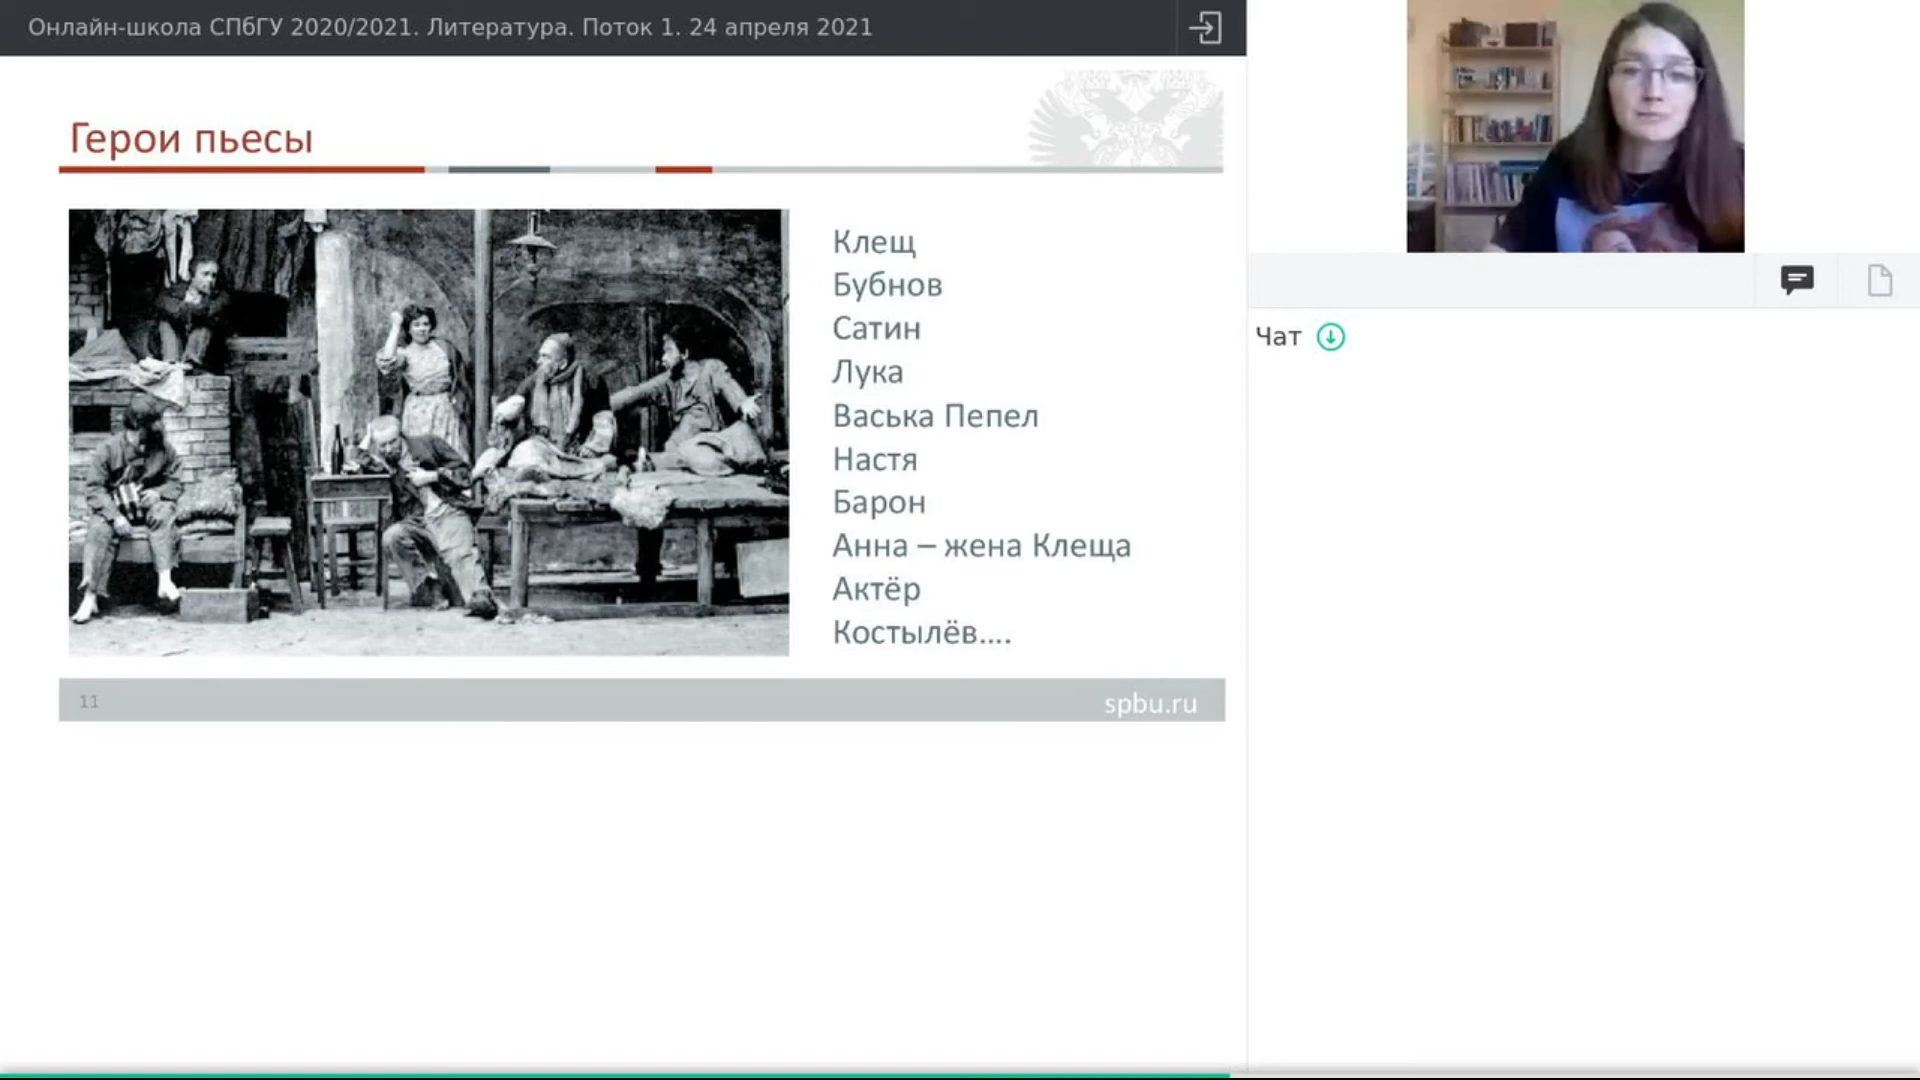 Онлайн-школа СПбГУ 2020/2021. Литература. Поток 1. 24 апреля 2021
Герои пьесы
Клещ
Бубнов
Сатин
Лука
Васька Пепел
Настя
Барон
Анна – жена Клеща
Актёр
Костылёв....
11
spbu.ru
Чат